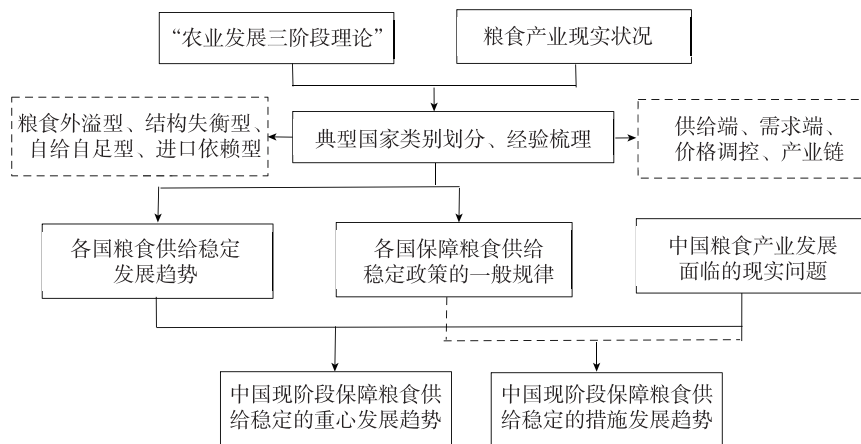 “农业发展三阶段理论”
粮食产业现实状况
粮食外溢型、结构失衡型、
自给自足型、进口依赖型
典型国家类别划分、经验梳理
供给端、需求端、
价格调控、产业链
各国粮食供给稳定
发展趋势
各国保障粮食供给
稳定政策的一般规律
中国粮食产业发展
面临的现实问题
中国现阶段保障粮食供
给稳定的重心发展趋势
中国现阶段保障粮食供
给稳定的措施发展趋势